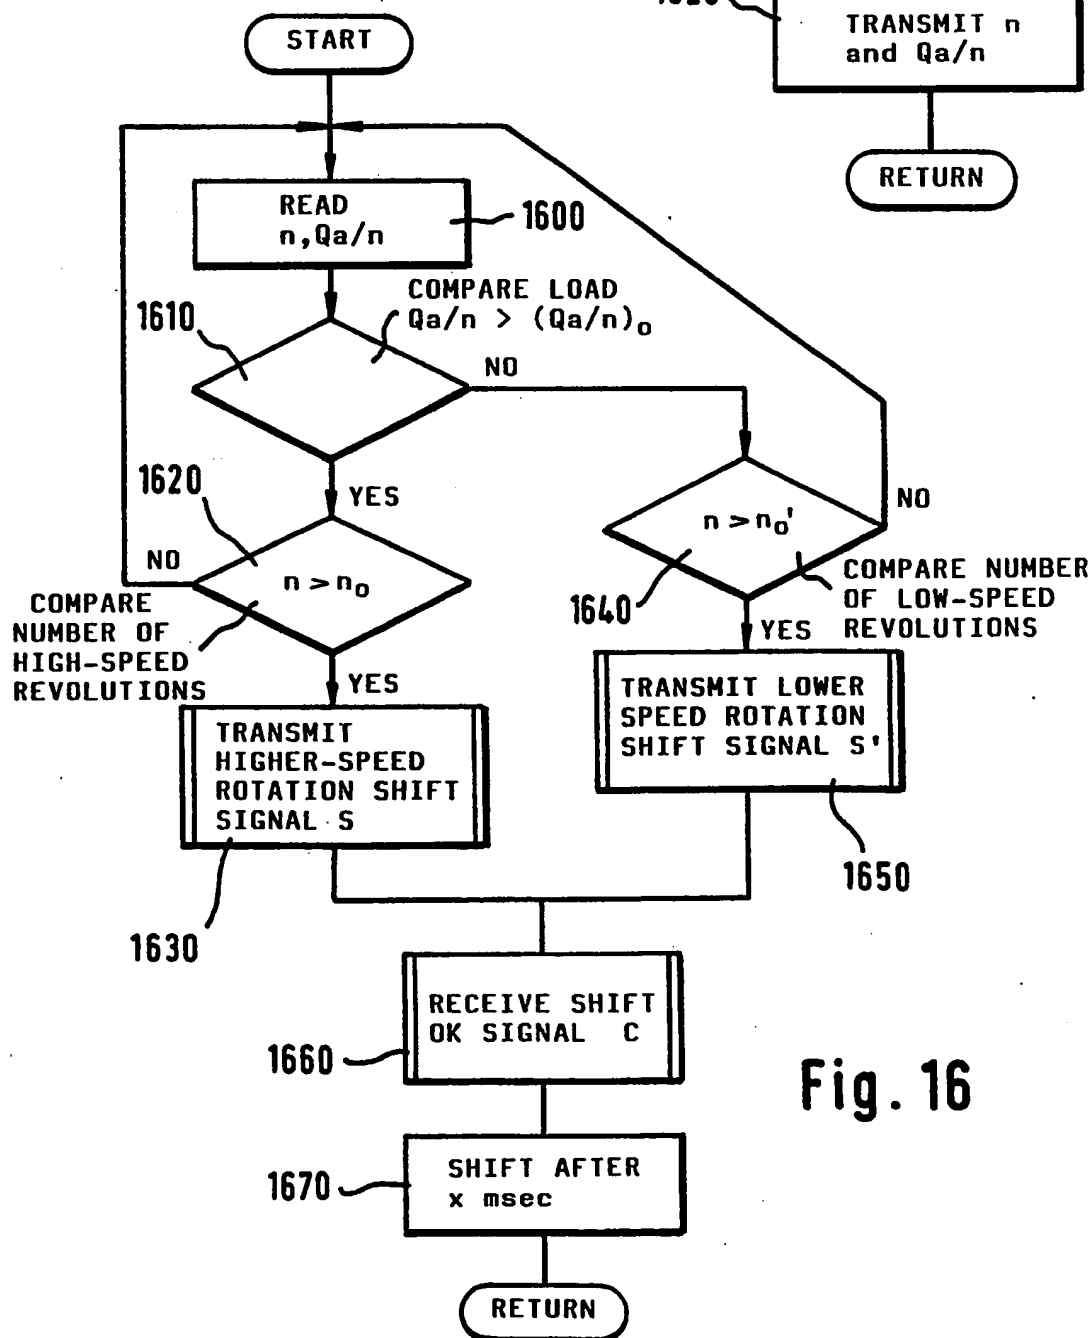 START
TRANSMIT n
and Qa/n
RETURN
READ
n,Qa/n
1600
COMPARE LOAD
Qa/n > (Qa/n)₀
1610
NO
YES
1620
NO
n > n₀
COMPARE
NUMBER OF
HIGH-SPEED
REVOLUTIONS
YES
n > n₀'
NO
1640
COMPARE NUMBER
OF LOW-SPEED
REVOLUTIONS
YES
TRANSMIT
HIGHER-SPEED
ROTATION SHIFT
SIGNAL S
1630
TRANSMIT LOWER
SPEED ROTATION
SHIFT SIGNAL S'
1650
RECEIVE SHIFT
OK SIGNAL C
1660
Fig. 16
SHIFT AFTER
x msec
1670
RETURN